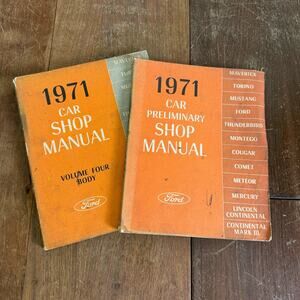 1971
CAR
SHOP
MANUAL
VOLUME FOUR
BODY
Ford
MAVERICK
1971
CAR
PRELIMINARY
SHOP
MANUAL
Ford
MAVERICK
TORINO
MUSTANG
FORD
THUNDERBIRD
MONTEGO
COUGAR
COMET
METEOR
MERCURY
LINCOLN
CONTINENTAL
CONTINENTAL
MARK III